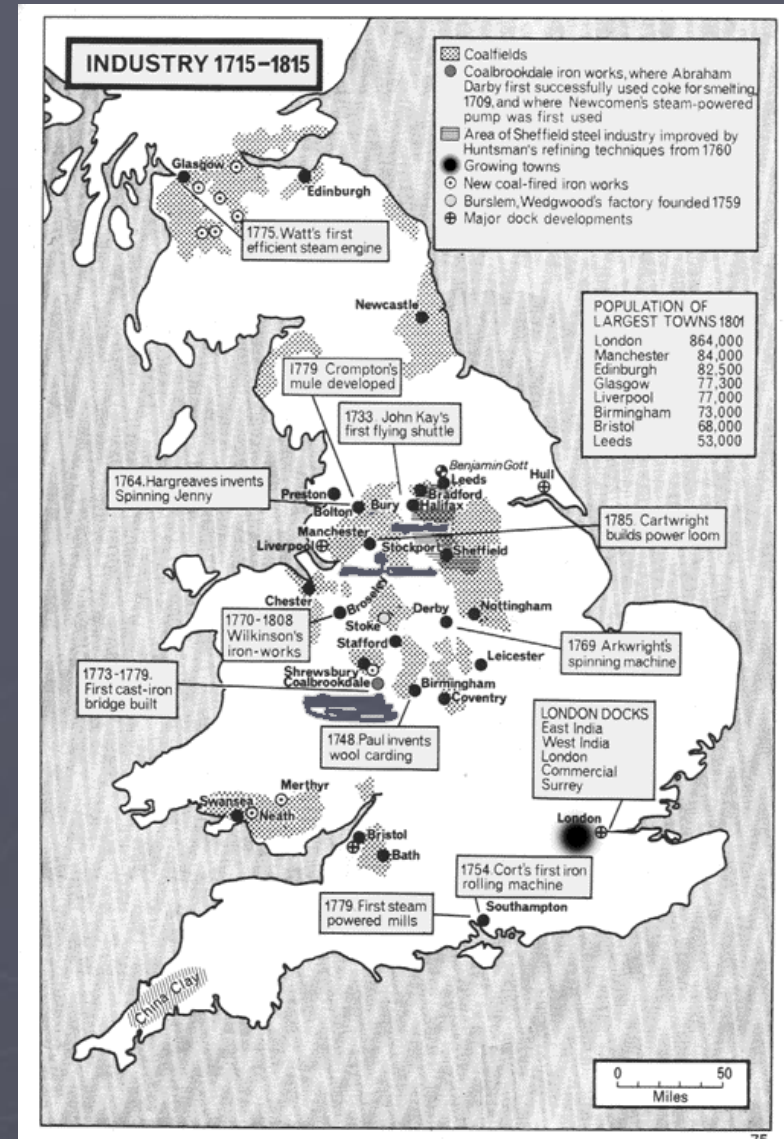 INDUSTRY 1715–1815
Coalfields
Coalbrookdale iron works, where Abraham
Darby first successfully used coke for smelting,
1709, and where Newcomen's steam-powered
pump was first used
Area of Sheffield steel industry improved by
Huntsman's refining techniques from 1760
Growing towns
New coal-fired iron works
Burslem, Wedgwood's factory founded 1759
Major dock developments
Glasgow
Edinburgh
1775. Watt's first
efficient steam engine
Newcastle
POPULATION OF
LARGEST TOWNS 1801
London 864,000
Manchester 84,000
Edinburgh 82,500
Glasgow 77,300
Liverpool 77,000
Birmingham 73,000
Bristol 68,000
Leeds 53,000
1779 Crompton's
mule developed
1733 John Kay's
first flying shuttle
1764. Hargreaves invents
Spinning Jenny
Benjamin Gott
Leeds
Hull
Preston
Bradford
Bolton
Bury
Halifax
1785. Cartwright
builds power loom
Manchester
Liverpool
Stockport
Sheffield
Chester
Broseley
Derby
Nottingham
1770-1808
Wilkinson's
iron-works
Stoke
Stafford
1769 Arkwright's
spinning machine
Leicester
1773-1779.
First cast-iron
bridge built
Shrewsbury
Coalbrookdale
Birmingham
Coventry
1748 Paul invents
wool carding
LONDON DOCKS
East India
West India
London
Commercial
Surrey
Merthyr
Swansea
Neath
London
Bristol
Bath
1754. Cort's first iron
rolling machine
1779. First steam
powered mills
Southampton
China Clay
0 50
Miles
75